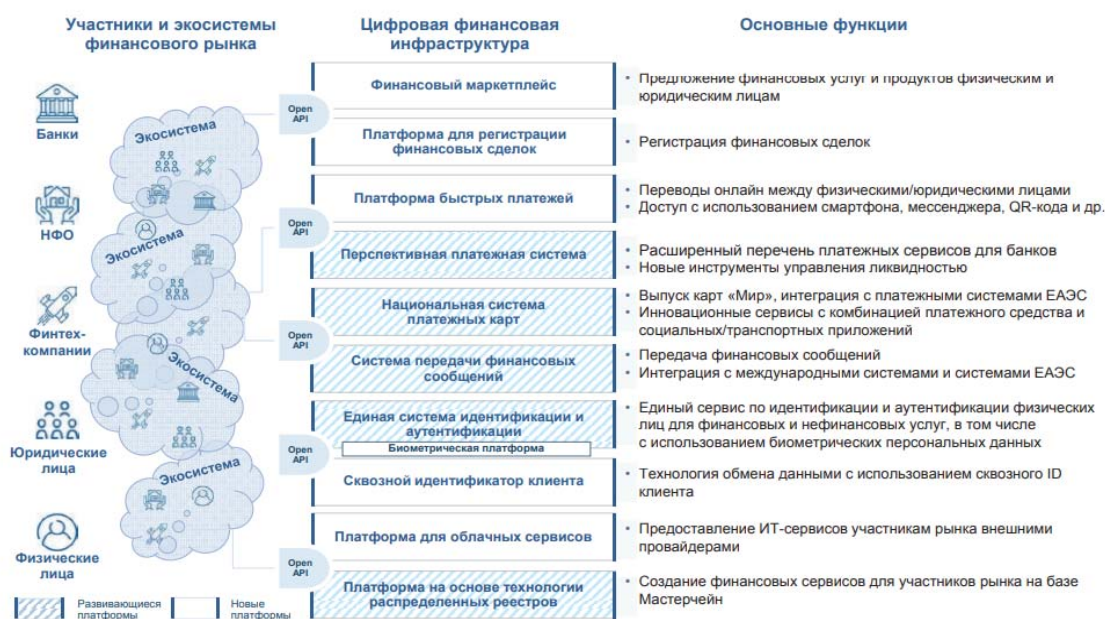 Участники и экосистемы
финансового рынка
Цифровая финансовая
инфраструктура
Основные функции
Банки
НФО
Финтех-
компании
Юридические
лица
Физические
лица
Экосистема
Экосистема
Экосистема
Экосистема
Open
API
Финансовый маркетплейс
• Предложение финансовых услуг и продуктов физическим и
юридическим лицам
Платформа для регистрации
финансовых сделок
• Регистрация финансовых сделок
Open
API
Платформа быстрых платежей
• Переводы онлайн между физическими/юридическими лицами
• Доступ с использованием смартфона, мессенджера, QR-кода и др.
Перспективная платежная система
• Расширенный перечень платежных сервисов для банков
• Новые инструменты управления ликвидностью
Open
API
Национальная система
платежных карт
• Выпуск карт «Мир», интеграция с платежными системами ЕАЭС
• Инновационные сервисы с комбинацией платежного средства и
социальных/транспортных приложений
Система передачи финансовых
сообщений
• Передача финансовых сообщений
• Интеграция с международными системами и системами ЕАЭС
Open
API
Единая система идентификации и
аутентификации
Биометрическая платформа
• Единый сервис по идентификации и аутентификации физических
лиц для финансовых и нефинансовых услуг, в том числе
с использованием биометрических персональных данных
Сквозной идентификатор клиента
• Технология обмена данными с использованием сквозного ID
клиента
Open
API
Платформа для облачных сервисов
• Предоставление ИТ-сервисов участникам рынка внешними
провайдерами
Платформа на основе технологии
распределенных реестров
• Создание финансовых сервисов для участников рынка на базе
Мастерчейн
Развивающиеся
платформы
Новые
платформы